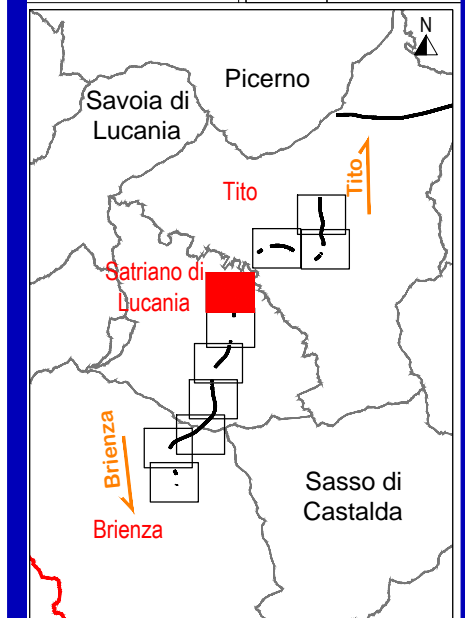 N
Picerno
Savoia di
Lucania
Tito
Tito
Satriano di
Lucania
Brienza
Sasso di
Castalda
Brienza